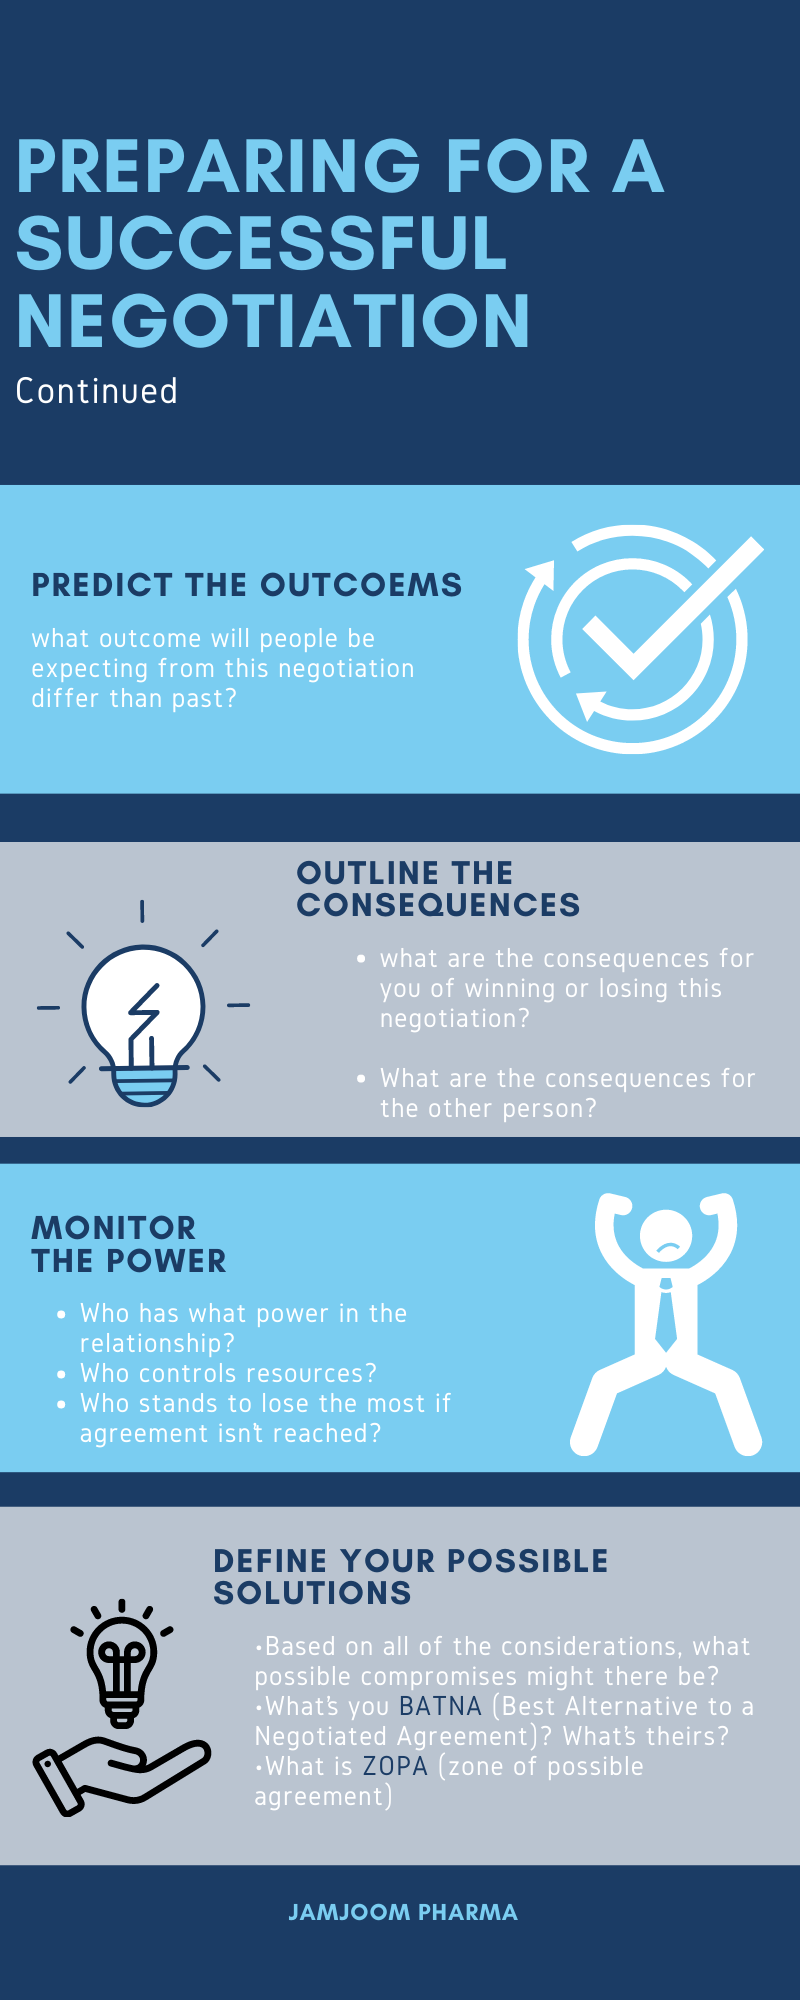 PREPARING FOR A
SUCCESSFUL
NEGOTIATION
Continued
PREDICT THE OUTCOEMS
what outcome will people be
expecting from this negotiation
differ than past?
OUTLINE THE
CONSEQUENCES
• what are the consequences for
you of winning or losing this
negotiation?
• What are the consequences for
the other person?
MONITOR
THE POWER
• Who has what power in the
relationship?
• Who controls resources?
• Who stands to lose the most if
agreement isn't reached?
DEFINE YOUR POSSIBLE
SOLUTIONS
•Based on all of the considerations, what
possible compromises might there be?
•What's you BATNA (Best Alternative to a
Negotiated Agreement)? What's theirs?
•What is ZOPA (zone of possible
agreement)
JAMJOOM PHARMA